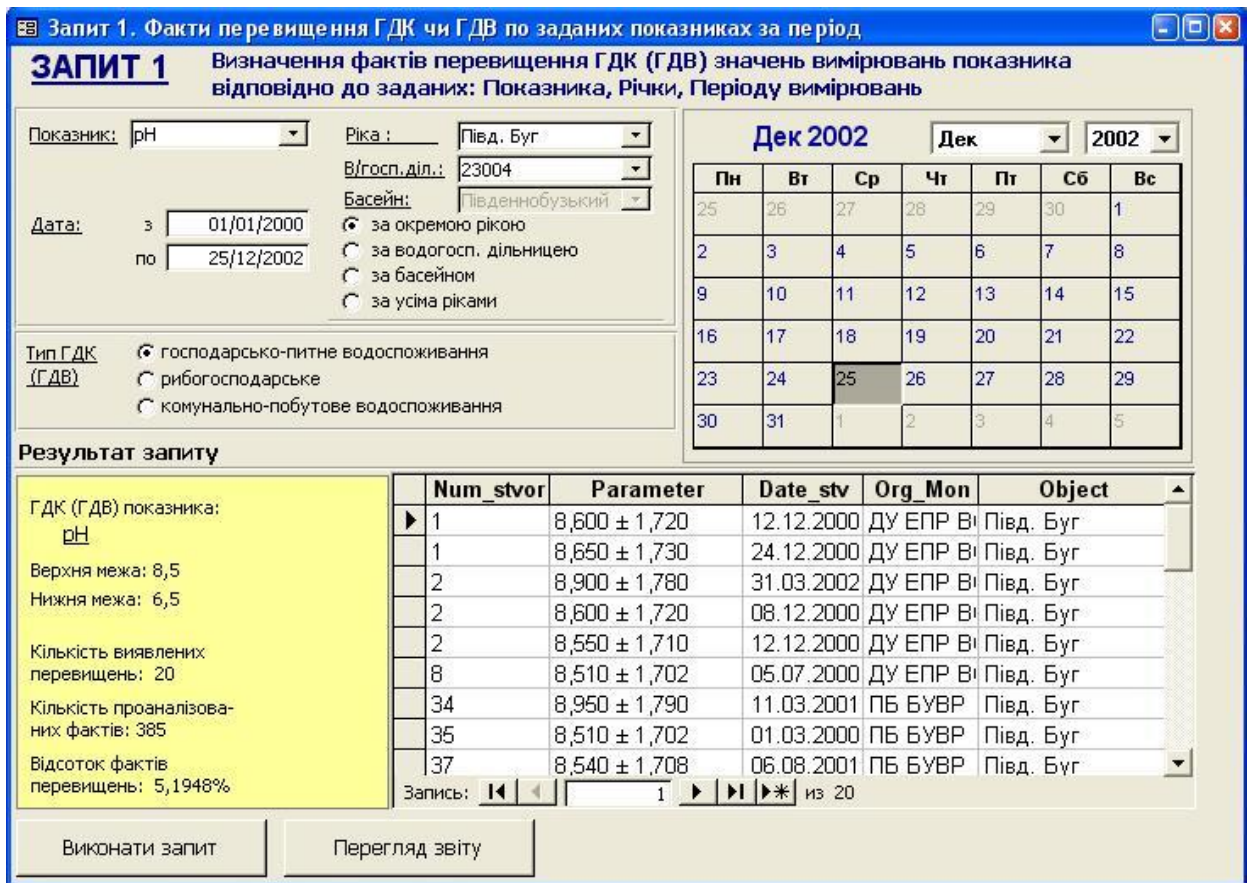 Запит 1. Факти перевищення ГДК чи ГДВ по заданих показниках за період
ЗАПИТ 1
Визначення фактів перевищення ГДК (ГДВ) значень вимірювань показника
відповідно до заданих: Показника, Річки, Періоду вимірювань
Показник: pH
Ріка : Півд. Буг
В/госп.діл.: 23004
Басейн: Південнобузький
Дата: з 01/01/2000
по 25/12/2002
за окремою рікою
за водогосп. дільницею
за басейном
за усіма ріками
Дек 2002 Дек 2002
Пн Вт Ср Чт Пт Сб Вс
25 26 27 28 29 30 1
2 3 4 5 6 7 8
9 10 11 12 13 14 15
16 17 18 19 20 21 22
23 24 25 26 27 28 29
30 31 1 2 3 4 5
Тип ГДК
(ГДВ)
господарсько-питне водоспоживання
рибогосподарське
комунально-побутове водоспоживання
Результат запиту
ГДК (ГДВ) показника:
pH
Верхня межа: 8,5
Нижня межа: 6,5
Кількість виявлених
перевищень: 20
Кількість проаналізова-
них фактів: 385
Відсоток фактів
перевищень: 5,1948%
Num_stvor Parameter Date_stv Org_Mon Object
1 8,600 ± 1,720 12.12.2000 ДУ ЕПР Півд. Буг
1 8,650 ± 1,730 24.12.2000 ДУ ЕПР Півд. Буг
2 8,900 ± 1,780 31.03.2002 ДУ ЕПР Півд. Буг
2 8,600 ± 1,720 08.12.2000 ДУ ЕПР Півд. Буг
2 8,550 ± 1,710 12.12.2000 ДУ ЕПР Півд. Буг
8 8,510 ± 1,702 05.07.2000 ДУ ЕПР Півд. Буг
34 8,950 ± 1,790 11.03.2001 ПБ БУВР Півд. Буг
35 8,510 ± 1,702 01.03.2000 ПБ БУВР Півд. Буг
37 8,540 ± 1,708 06.08.2001 ПБ БУВР Півд. Буг
Запись: 1 из 20
Виконати запит
Перегляд звіту